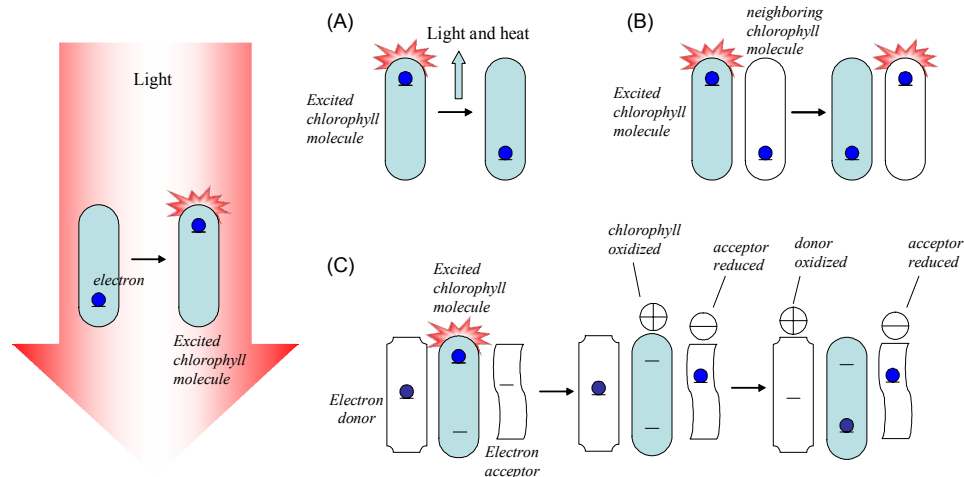 Light
electron
Excited
chlorophyll
molecule
(A)
Light and heat
Excited
chlorophyll
molecule
(B)
neighboring
chlorophyll
molecule
Excited
chlorophyll
molecule
(C)
Excited
chlorophyll
molecule
Electron
donor
Electron
acceptor
chlorophyll
oxidized
acceptor
reduced
donor
oxidized
acceptor
reduced